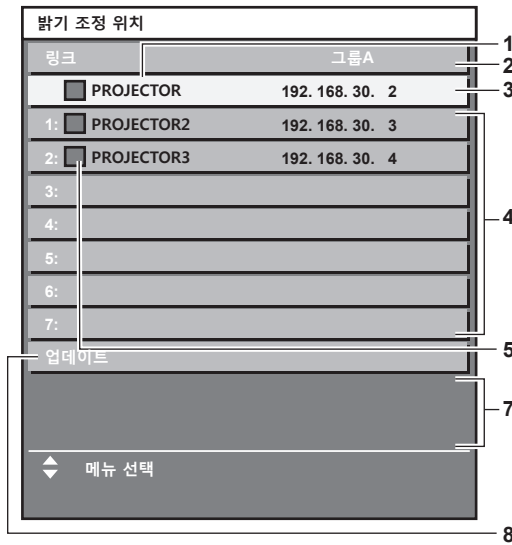 밝기 조정 위치
링크 그룹A
PROJECTOR 192. 168. 30. 2
1: PROJECTOR2 192. 168. 30. 3
2: PROJECTOR3 192. 168. 30. 4
3:
4:
5:
6:
7:
업데이트
메뉴 선택
1
2
3
4
5
7
8